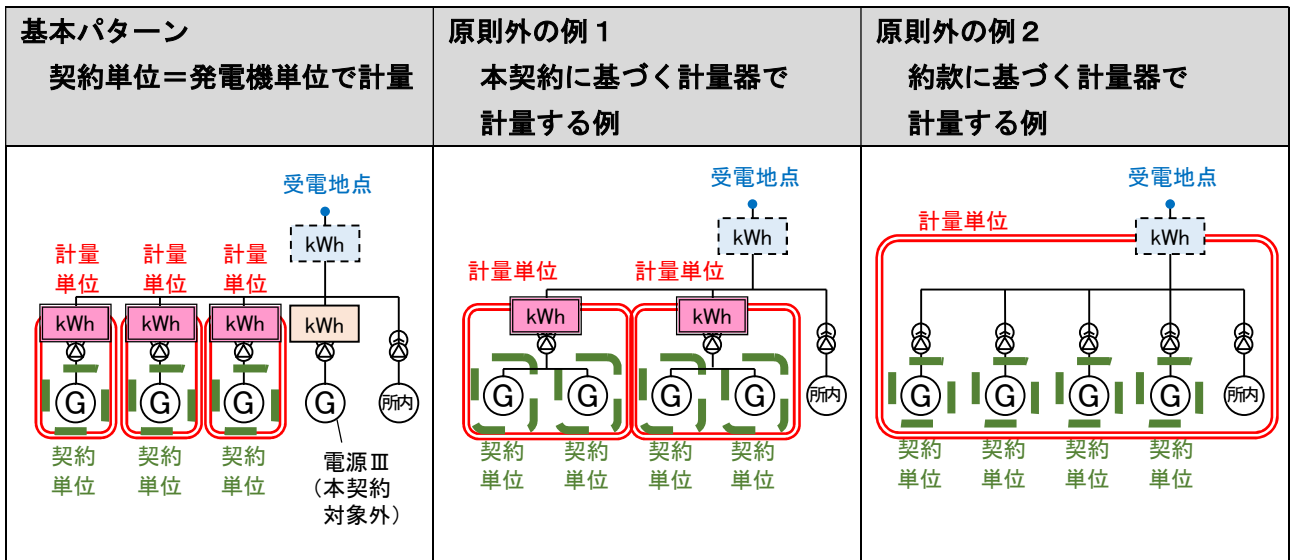 基本パターン
契約単位=発電機単位で計量
原則外の例1
本契約に基づく計量器で
計量する例
原則外の例2
約款に基づく計量器で
計量する例
受電地点
kWh
計量
単位
計量
単位
計量
単位
kWh
kWh
kWh
kWh
G
G
G
G
所内
契約
単位
契約
単位
契約
単位
電源Ⅲ
(本契約
対象外)
受電地点
kWh
計量単位
計量単位
kWh
kWh
G
G
G
G
所内
契約
単位
契約
単位
契約
単位
契約
単位
受電地点
計量単位
kWh
G
G
G
G
所内
契約
単位
契約
単位
契約
単位
契約
単位